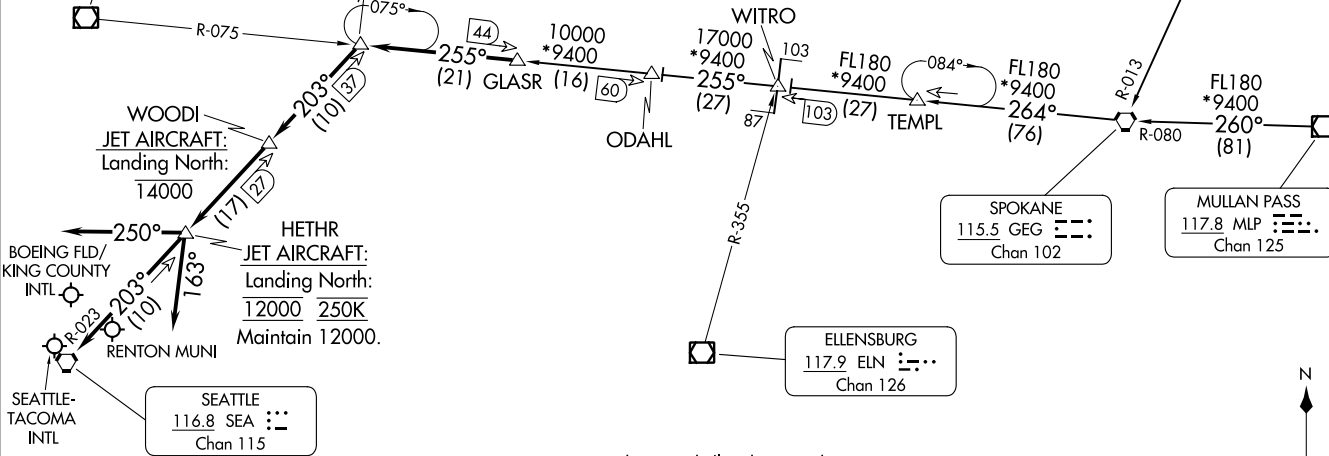 075°
R-075
44
255°
(21)
GLASR
10000
*9400
(16)
60
ODAHL
17000
*9400
255°
(27)
WITRO
103
87
103
FL180
*9400
(27)
084°
TEMPL
FL180
*9400
264°
(76)
R-013
R-080
FL180
*9400
260°
(81)
203°
(10)
37
WOODI
JET AIRCRAFT:
Landing North:
14000
(17)
27
HETHR
JET AIRCRAFT:
Landing North:
12000 250K
Maintain 12000.
250°
163°
BOEING FLD/
KING COUNTY
INTL
203°
(10)
R-023
RENTON MUNI
SEATTLE-
TACOMA
INTL
SEATTLE
116.8 SEA
Chan 115
R-355
ELLENSBURG
117.9 ELN
Chan 126
SPOKANE
115.5 GEG
Chan 102
MULLAN PASS
117.8 MLP
Chan 125
N